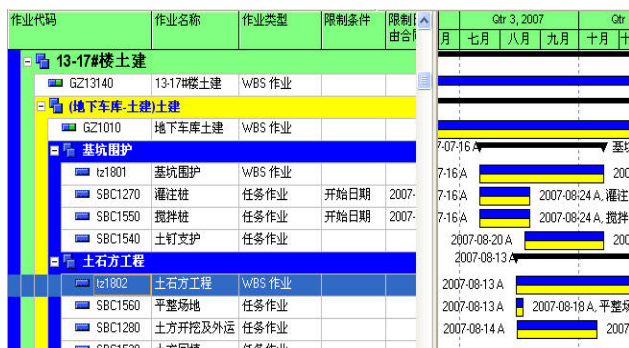 作业代码 作业名称 作业类型 限制条件 限制 由合 Qtr 3, 2007 Qtr
月 七月 八月 九月 十月
13-17#楼土建
GZ13140 13-17#楼土建 WBS 作业
(地下车库-土建)土建
GZ1010 地下车库土建 WBS 作业
基坑围护 07-07-16 A 基坑
tz1801 基坑围护 WBS 作业 7-16 A 200
SBC1270 灌注桩 任务作业 开始日期 2007- 7-16 A 2007-08-24 A, 灌注
SBC1550 搅拌桩 任务作业 开始日期 2007- 7-16 A 2007-08-24 A, 搅拌
SBC1540 土钉支护 任务作业 2007-08-20 A 200
土石方工程 2007-08-13 A
tz1802 土石方工程 WBS 作业 2007-08-13 A
SBC1560 平整场地 任务作业 2007-08-13 A 2007-08-18 A, 平整场
SBC1280 土方开挖及外运 任务作业 2007-08-14 A 2007